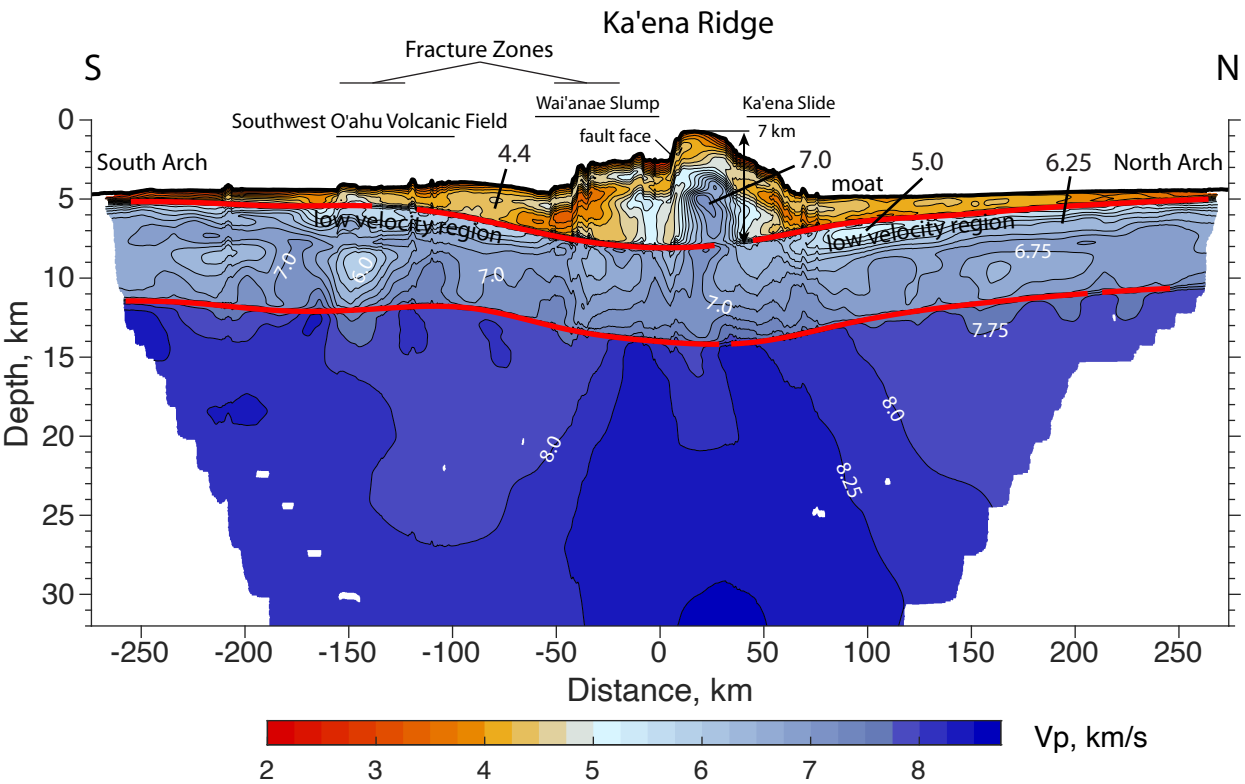 Ka'ena Ridge
Fracture Zones
S
N
Wai'anae Slump
Ka'ena Slide
Southwest O'ahu Volcanic Field
fault face
7 km
South Arch
4.4
7.0
5.0
6.25
North Arch
moat
low velocity region
low velocity region
7.0
6.0
7.0
7.0
6.75
7.75
8.0
8.0
8.25
0
5
10
15
20
25
30
Depth, km
-250
-200
-150
-100
-50
0
50
100
150
200
250
Distance, km
2
3
4
5
6
7
8
Vp, km/s